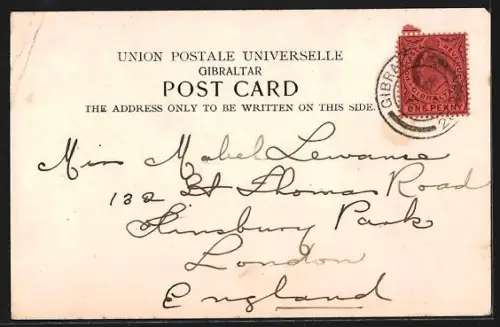 UNION POSTALE UNIVERSELLE
GIBRALTAR
POST CARD
THE ADDRESS ONLY TO BE WRITTEN ON THIS SIDE.
GIBRALTAR
ONE PENNY
Miss Mabel
132 St Thomas Road
Finsbury Park
London
England